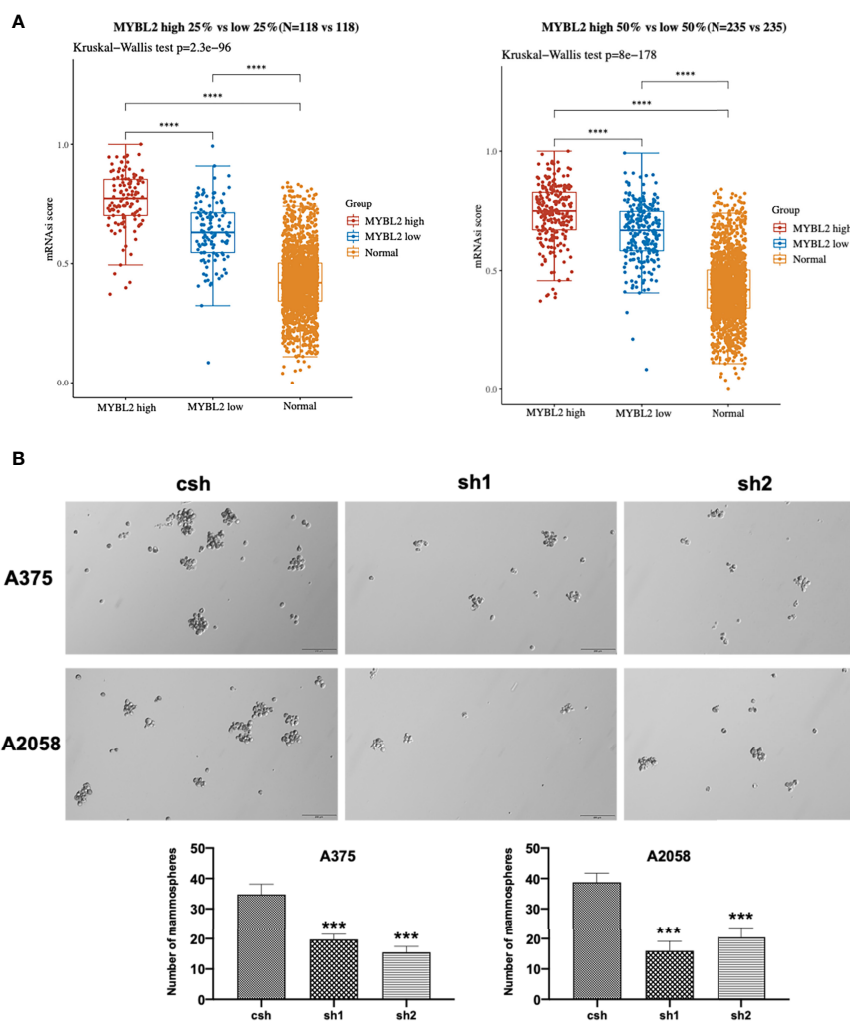 A
MYBL2 high 25% vs low 25%(N=118 vs 118)
Kruskal−Wallis test p=2.3e−96
****
****
****
mRNAsi score
1.0
0.5
0.0
MYBL2 high
MYBL2 low
Normal
Group
MYBL2 high
MYBL2 low
Normal
MYBL2 high 50% vs low 50%(N=235 vs 235)
Kruskal−Wallis test p=8e−178
****
****
****
mRNAsi score
1.0
0.5
0.0
MYBL2 high
MYBL2 low
Normal
Group
MYBL2 high
MYBL2 low
Normal
B
csh
sh1
sh2
A375
A2058
A375
Number of mammospheres
50
40
30
20
10
0
***
***
csh
sh1
sh2
A2058
Number of mammospheres
50
40
30
20
10
0
***
***
csh
sh1
sh2